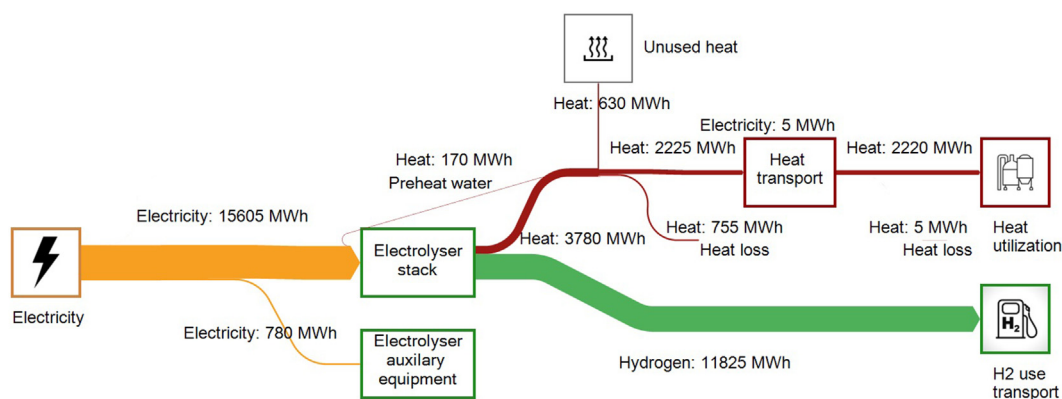 Unused heat
Heat: 630 MWh
Electricity: 5 MWh
Heat: 2225 MWh
Heat: 2220 MWh
Heat: 170 MWh
Preheat water
Heat
transport
Electricity: 15605 MWh
Heat: 3780 MWh
Heat: 755 MWh
Heat loss
Heat: 5 MWh
Heat loss
Heat
utilization
Electrolyser
stack
Electricity
Electricity: 780 MWh
Electrolyser
auxilary
equipment
Hydrogen: 11825 MWh
H2
H2 use
transport